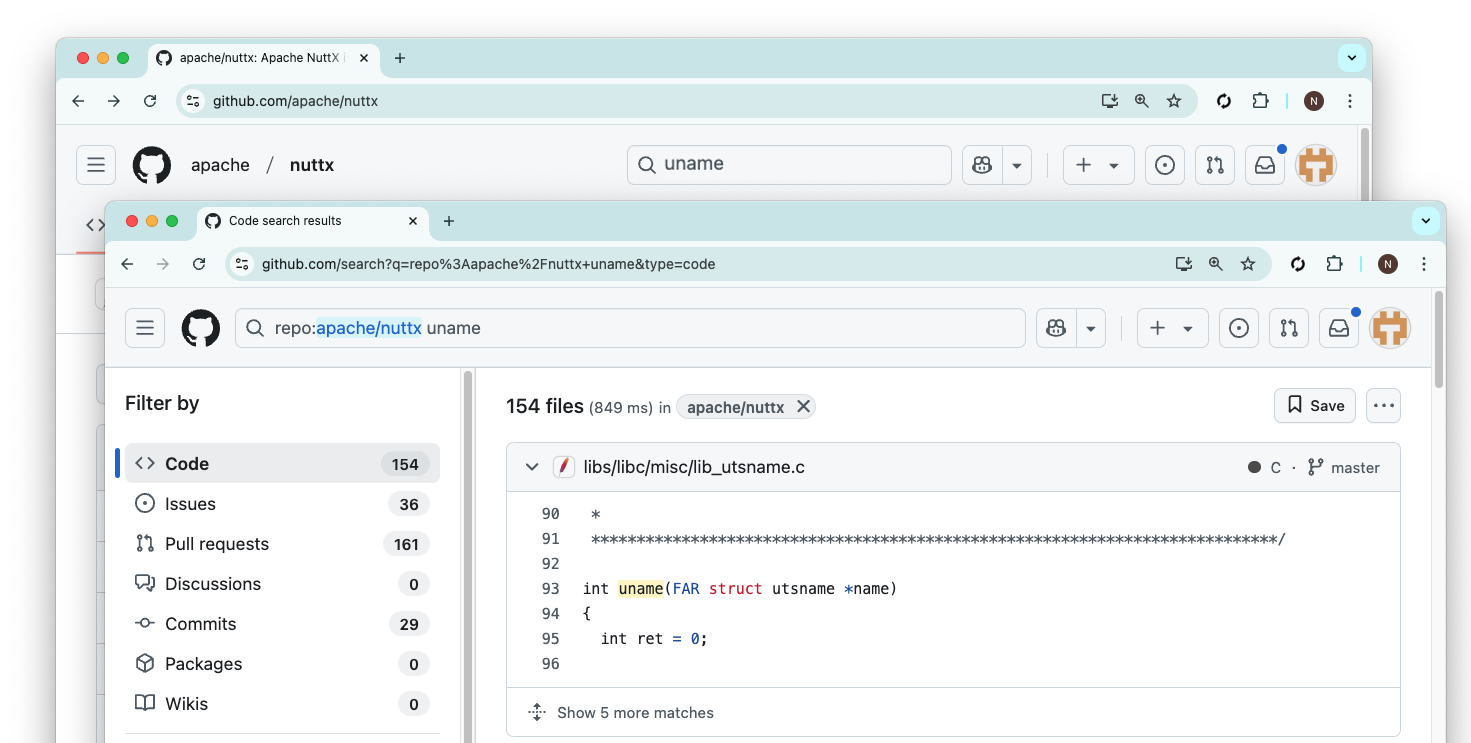 apache/nuttx: Apache NuttX
github.com/apache/nuttx
N
apache / nuttx
uname
Code search results
github.com/search?q=repo%3Aapache%2Fnuttx+uname&type=code
N
repo:apache/nuttx uname
Filter by
Code 154
Issues 36
Pull requests 161
Discussions 0
Commits 29
Packages 0
Wikis 0
154 files (849 ms) in apache/nuttx
Save
libs/libc/misc/lib_utsname.c
C · master
90 *
91 ****************************************************************************/
92
93 int uname(FAR struct utsname *name)
94 {
95 int ret = 0;
96
Show 5 more matches